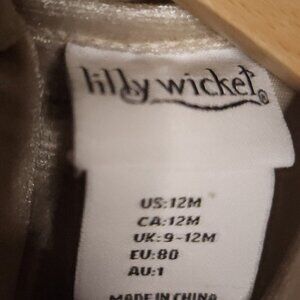 lilly wicket®
US:12M
CA:12M
UK:9-12M
EU:80
AU:1
MADE IN CHINA